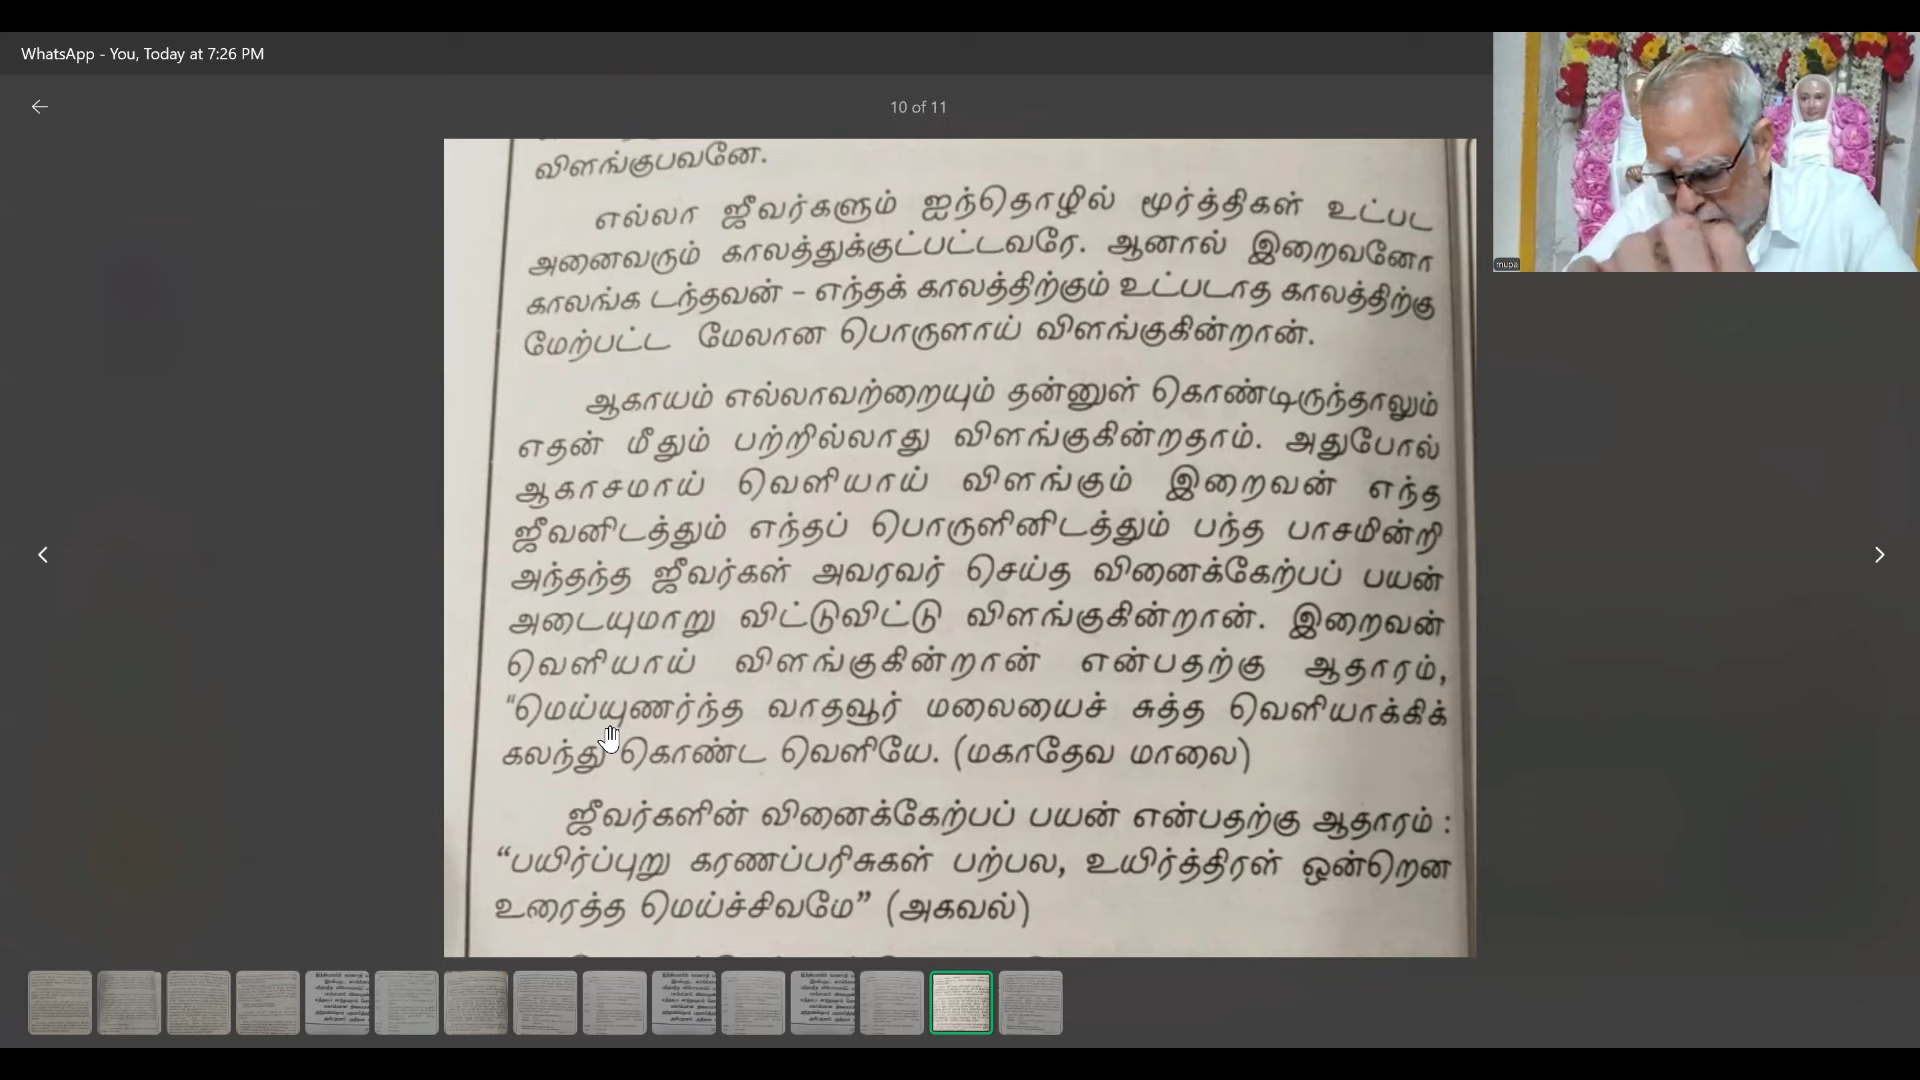 WhatsApp - You, Today at 7:26 PM
10 of 11
mupa
விளங்குபவனே.
எல்லா ஜீவர்களும் ஐந்தொழில் மூர்த்திகள் உட்பட
அனைவரும் காலத்துக்குட்பட்டவரே. ஆனால் இறைவனோ
காலங்க டந்தவன் – எந்தக் காலத்திற்கும் உட்படாத காலத்திற்கு
மேற்பட்ட மேலான பொருளாய் விளங்குகின்றான்.
ஆகாயம் எல்லாவற்றையும் தன்னுள் கொண்டிருந்தாலும்
எதன் மீதும் பற்றில்லாது விளங்குகின்றதாம். அதுபோல்
ஆகாசமாய் வெளியாய் விளங்கும் இறைவன் எந்த
ஜீவனிடத்தும் எந்தப் பொருளினிடத்தும் பந்த பாசமின்றி
அந்தந்த ஜீவர்கள் அவரவர் செய்த வினைக்கேற்பப் பயன்
அடையுமாறு விட்டுவிட்டு விளங்குகின்றான். இறைவன்
வெளியாய் விளங்குகின்றான் என்பதற்கு ஆதாரம்,
“மெய்யுணர்ந்த வாதவூர் மலையைச் சுத்த வெளியாக்கிக்
கலந்து கொண்ட வெளியே. (மகாதேவ மாலை)
ஜீவர்களின் வினைக்கேற்பப் பயன் என்பதற்கு ஆதாரம் :
“பயிர்ப்புறு கரணப்பரிசுகள் பற்பல, உயிர்த்திரள் ஒன்றென
உரைத்த மெய்ச்சிவமே” (அகவல்)